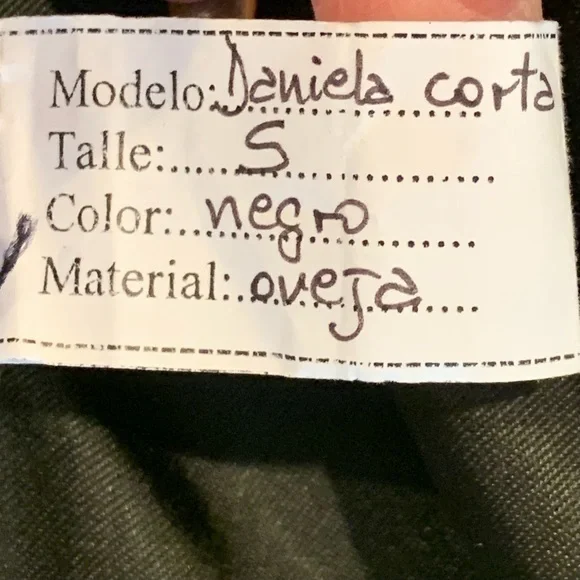 Modelo: Daniela corta
Talle: S
Color: negro
Material: oveja